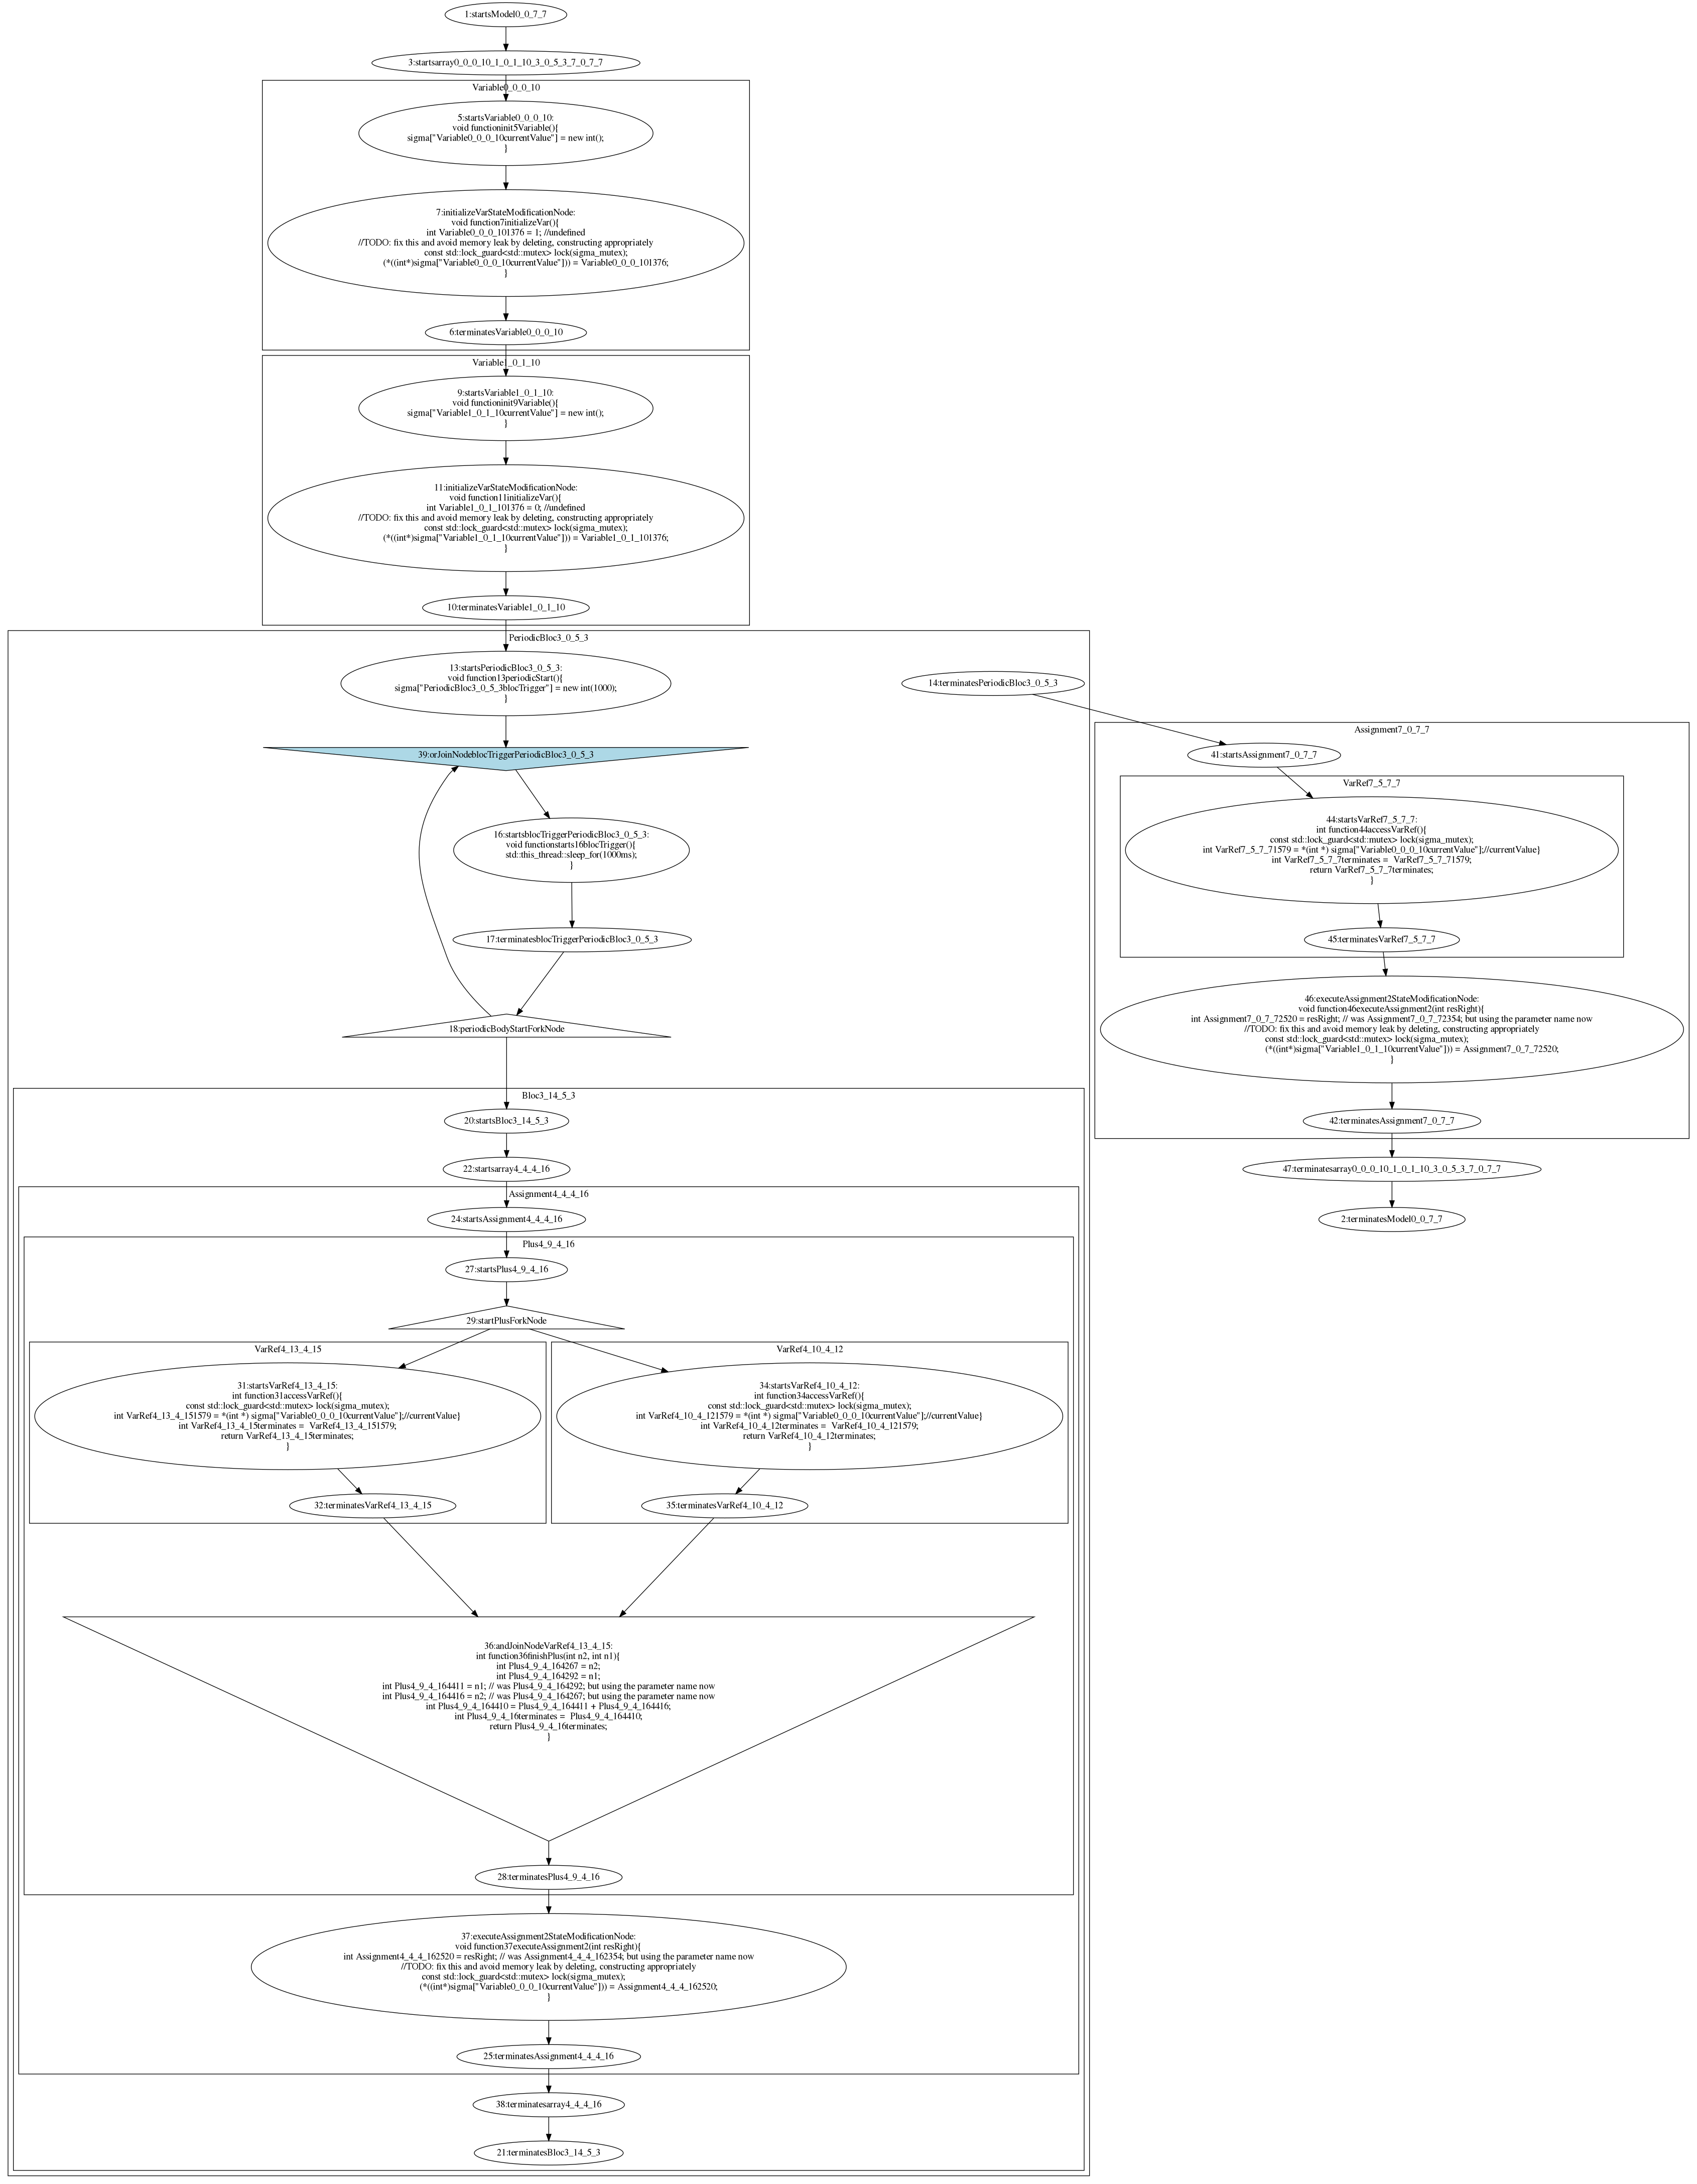 1:startsModel0_0_7_7
3:startsarray0_0_0_10_1_0_1_10_3_0_5_3_7_0_7_7
Variable0_0_0_10
5:startsVariable0_0_0_10:
void functioninit5Variable(){
sigma["Variable0_0_0_10currentValue"] = new int();
}
7:initializeVarStateModificationNode:
void function7initializeVar(){
int Variable0_0_0_101376 = 1; //undefined
//TODO: fix this and avoid memory leak by deleting, constructing appropriately
const std::lock_guard<std::mutex> lock(sigma_mutex);
(*((int*)sigma["Variable0_0_0_10currentValue"])) = Variable0_0_0_101376;
}
6:terminatesVariable0_0_0_10
Variable1_0_1_10
9:startsVariable1_0_1_10:
void functioninit9Variable(){
sigma["Variable1_0_1_10currentValue"] = new int();
}
11:initializeVarStateModificationNode:
void function11initializeVar(){
int Variable1_0_1_101376 = 0; //undefined
//TODO: fix this and avoid memory leak by deleting, constructing appropriately
const std::lock_guard<std::mutex> lock(sigma_mutex);
(*((int*)sigma["Variable1_0_1_10currentValue"])) = Variable1_0_1_101376;
}
10:terminatesVariable1_0_1_10
PeriodicBloc3_0_5_3
13:startsPeriodicBloc3_0_5_3:
void function13periodicStart(){
sigma["PeriodicBloc3_0_5_3blocTrigger"] = new int(1000);
}
14:terminatesPeriodicBloc3_0_5_3
39:orJoinNodeblocTriggerPeriodicBloc3_0_5_3
16:startsblocTriggerPeriodicBloc3_0_5_3:
void functionstarts16blocTrigger(){
std::this_thread::sleep_for(1000ms);
}
17:terminatesblocTriggerPeriodicBloc3_0_5_3
18:periodicBodyStartForkNode
Assignment7_0_7_7
41:startsAssignment7_0_7_7
VarRef7_5_7_7
44:startsVarRef7_5_7_7:
int function44accessVarRef(){
const std::lock_guard<std::mutex> lock(sigma_mutex);
int VarRef7_5_7_71579 = *(int *) sigma["Variable0_0_0_10currentValue"];//currentValue}
int VarRef7_5_7_7terminates =  VarRef7_5_7_71579;
return VarRef7_5_7_7terminates;
}
45:terminatesVarRef7_5_7_7
46:executeAssignment2StateModificationNode:
void function46executeAssignment2(int resRight){
int Assignment7_0_7_72520 = resRight; // was Assignment7_0_7_72354; but using the parameter name now
//TODO: fix this and avoid memory leak by deleting, constructing appropriately
const std::lock_guard<std::mutex> lock(sigma_mutex);
(*((int*)sigma["Variable1_0_1_10currentValue"])) = Assignment7_0_7_72520;
}
42:terminatesAssignment7_0_7_7
47:terminatesarray0_0_0_10_1_0_1_10_3_0_5_3_7_0_7_7
2:terminatesModel0_0_7_7
Bloc3_14_5_3
20:startsBloc3_14_5_3
22:startsarray4_4_4_16
Assignment4_4_4_16
24:startsAssignment4_4_4_16
Plus4_9_4_16
27:startsPlus4_9_4_16
29:startPlusForkNode
VarRef4_13_4_15
31:startsVarRef4_13_4_15:
int function31accessVarRef(){
const std::lock_guard<std::mutex> lock(sigma_mutex);
int VarRef4_13_4_151579 = *(int *) sigma["Variable0_0_0_10currentValue"];//currentValue}
int VarRef4_13_4_15terminates =  VarRef4_13_4_151579;
return VarRef4_13_4_15terminates;
}
32:terminatesVarRef4_13_4_15
VarRef4_10_4_12
34:startsVarRef4_10_4_12:
int function34accessVarRef(){
const std::lock_guard<std::mutex> lock(sigma_mutex);
int VarRef4_10_4_121579 = *(int *) sigma["Variable0_0_0_10currentValue"];//currentValue}
int VarRef4_10_4_12terminates =  VarRef4_10_4_121579;
return VarRef4_10_4_12terminates;
}
35:terminatesVarRef4_10_4_12
36:andJoinNodeVarRef4_13_4_15:
int function36finishPlus(int n2, int n1){
int Plus4_9_4_164267 = n2;
int Plus4_9_4_164292 = n1;
int Plus4_9_4_164411 = n1; // was Plus4_9_4_164292; but using the parameter name now
int Plus4_9_4_164416 = n2; // was Plus4_9_4_164267; but using the parameter name now
int Plus4_9_4_164410 = Plus4_9_4_164411 + Plus4_9_4_164416;
int Plus4_9_4_16terminates =  Plus4_9_4_164410;
return Plus4_9_4_16terminates;
}
28:terminatesPlus4_9_4_16
37:executeAssignment2StateModificationNode:
void function37executeAssignment2(int resRight){
int Assignment4_4_4_162520 = resRight; // was Assignment4_4_4_162354; but using the parameter name now
//TODO: fix this and avoid memory leak by deleting, constructing appropriately
const std::lock_guard<std::mutex> lock(sigma_mutex);
(*((int*)sigma["Variable0_0_0_10currentValue"])) = Assignment4_4_4_162520;
}
25:terminatesAssignment4_4_4_16
38:terminatesarray4_4_4_16
21:terminatesBloc3_14_5_3